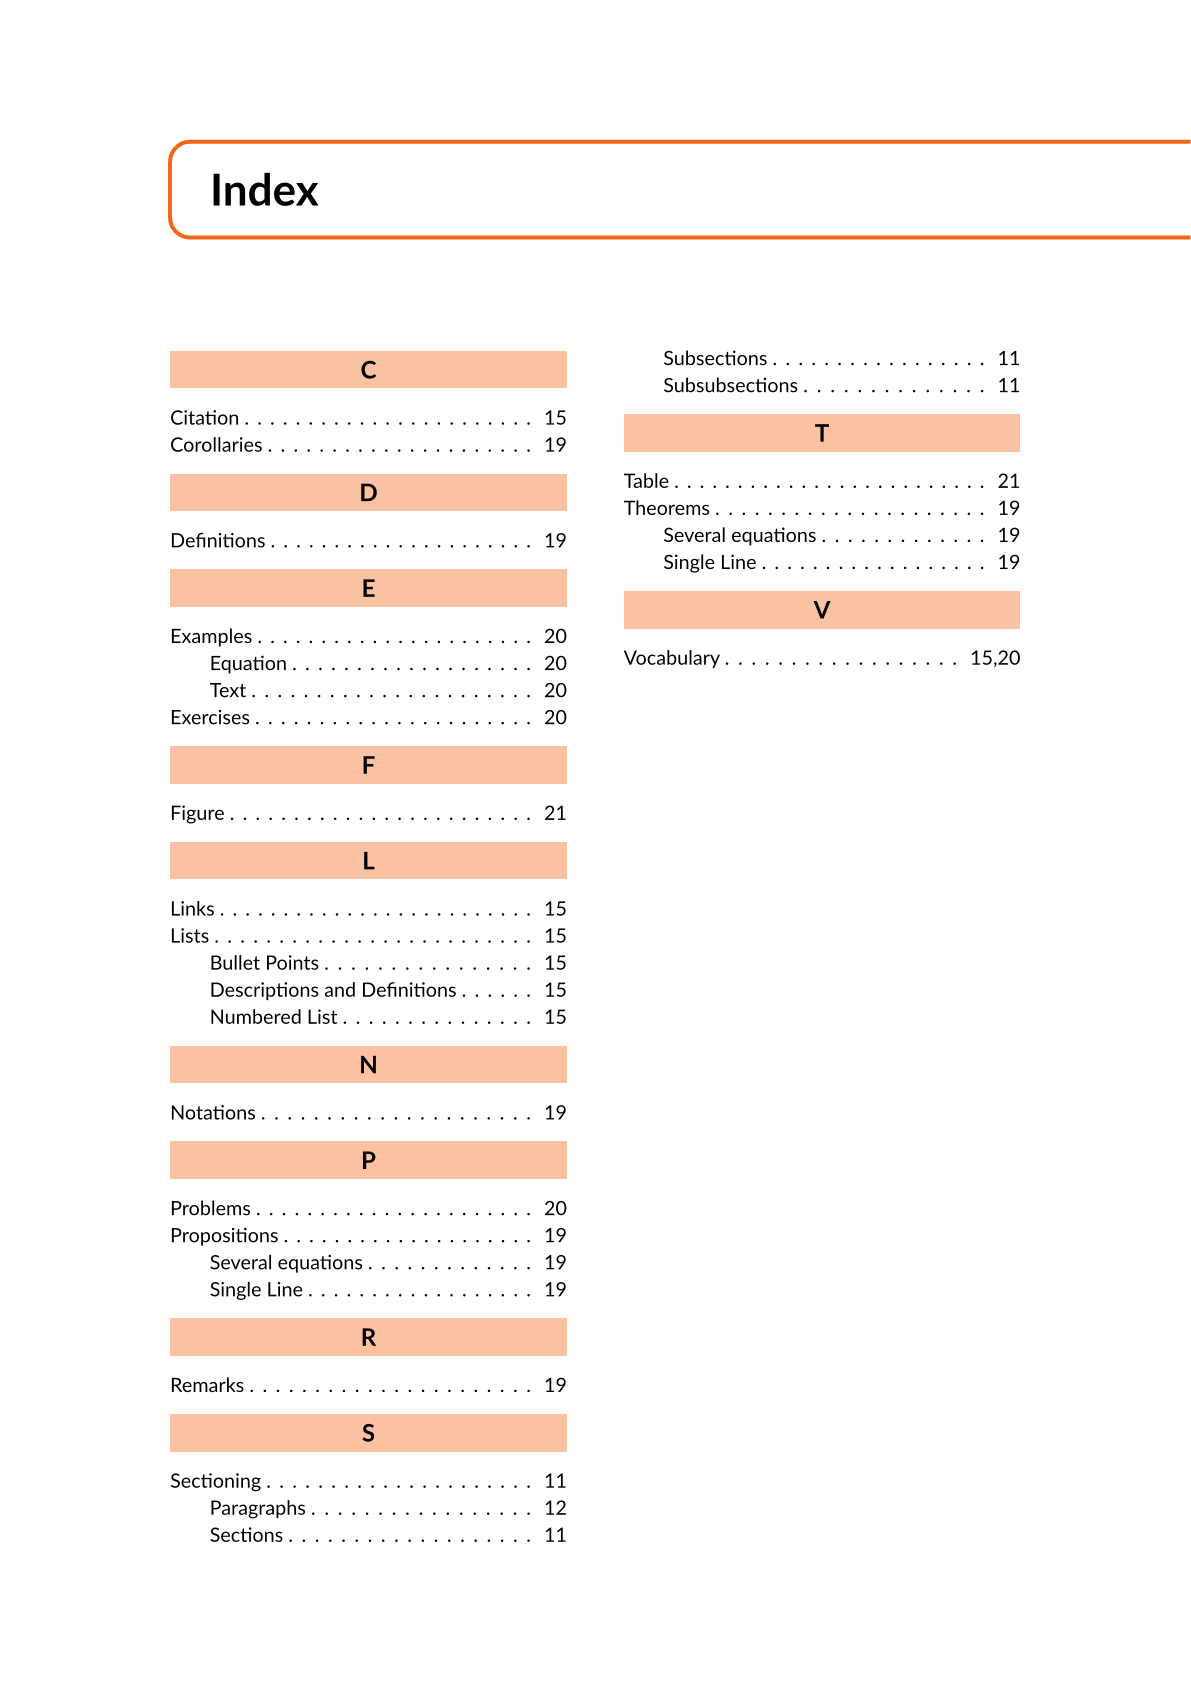 Index
C
Citation . . . . . . . . . . . . . . . . . . . . . . . 15
Corollaries . . . . . . . . . . . . . . . . . . . . . 19
D
Definitions . . . . . . . . . . . . . . . . . . . . . 19
E
Examples . . . . . . . . . . . . . . . . . . . . . . 20
Equation . . . . . . . . . . . . . . . . . . . 20
Text . . . . . . . . . . . . . . . . . . . . . . 20
Exercises . . . . . . . . . . . . . . . . . . . . . . 20
F
Figure . . . . . . . . . . . . . . . . . . . . . . . . 21
L
Links . . . . . . . . . . . . . . . . . . . . . . . . . 15
Lists . . . . . . . . . . . . . . . . . . . . . . . . . 15
Bullet Points . . . . . . . . . . . . . . . . 15
Descriptions and Definitions . . . . . . 15
Numbered List . . . . . . . . . . . . . . . 15
N
Notations . . . . . . . . . . . . . . . . . . . . . 19
P
Problems . . . . . . . . . . . . . . . . . . . . . . 20
Propositions . . . . . . . . . . . . . . . . . . . . 19
Several equations . . . . . . . . . . . . . 19
Single Line . . . . . . . . . . . . . . . . . . 19
R
Remarks . . . . . . . . . . . . . . . . . . . . . . 19
S
Sectioning . . . . . . . . . . . . . . . . . . . . . 11
Paragraphs . . . . . . . . . . . . . . . . . 12
Sections . . . . . . . . . . . . . . . . . . . 11
Subsections . . . . . . . . . . . . . . . . . 11
Subsubsections . . . . . . . . . . . . . . 11
T
Table . . . . . . . . . . . . . . . . . . . . . . . . . 21
Theorems . . . . . . . . . . . . . . . . . . . . . 19
Several equations . . . . . . . . . . . . . 19
Single Line . . . . . . . . . . . . . . . . . . 19
V
Vocabulary . . . . . . . . . . . . . . . . . . 15,20